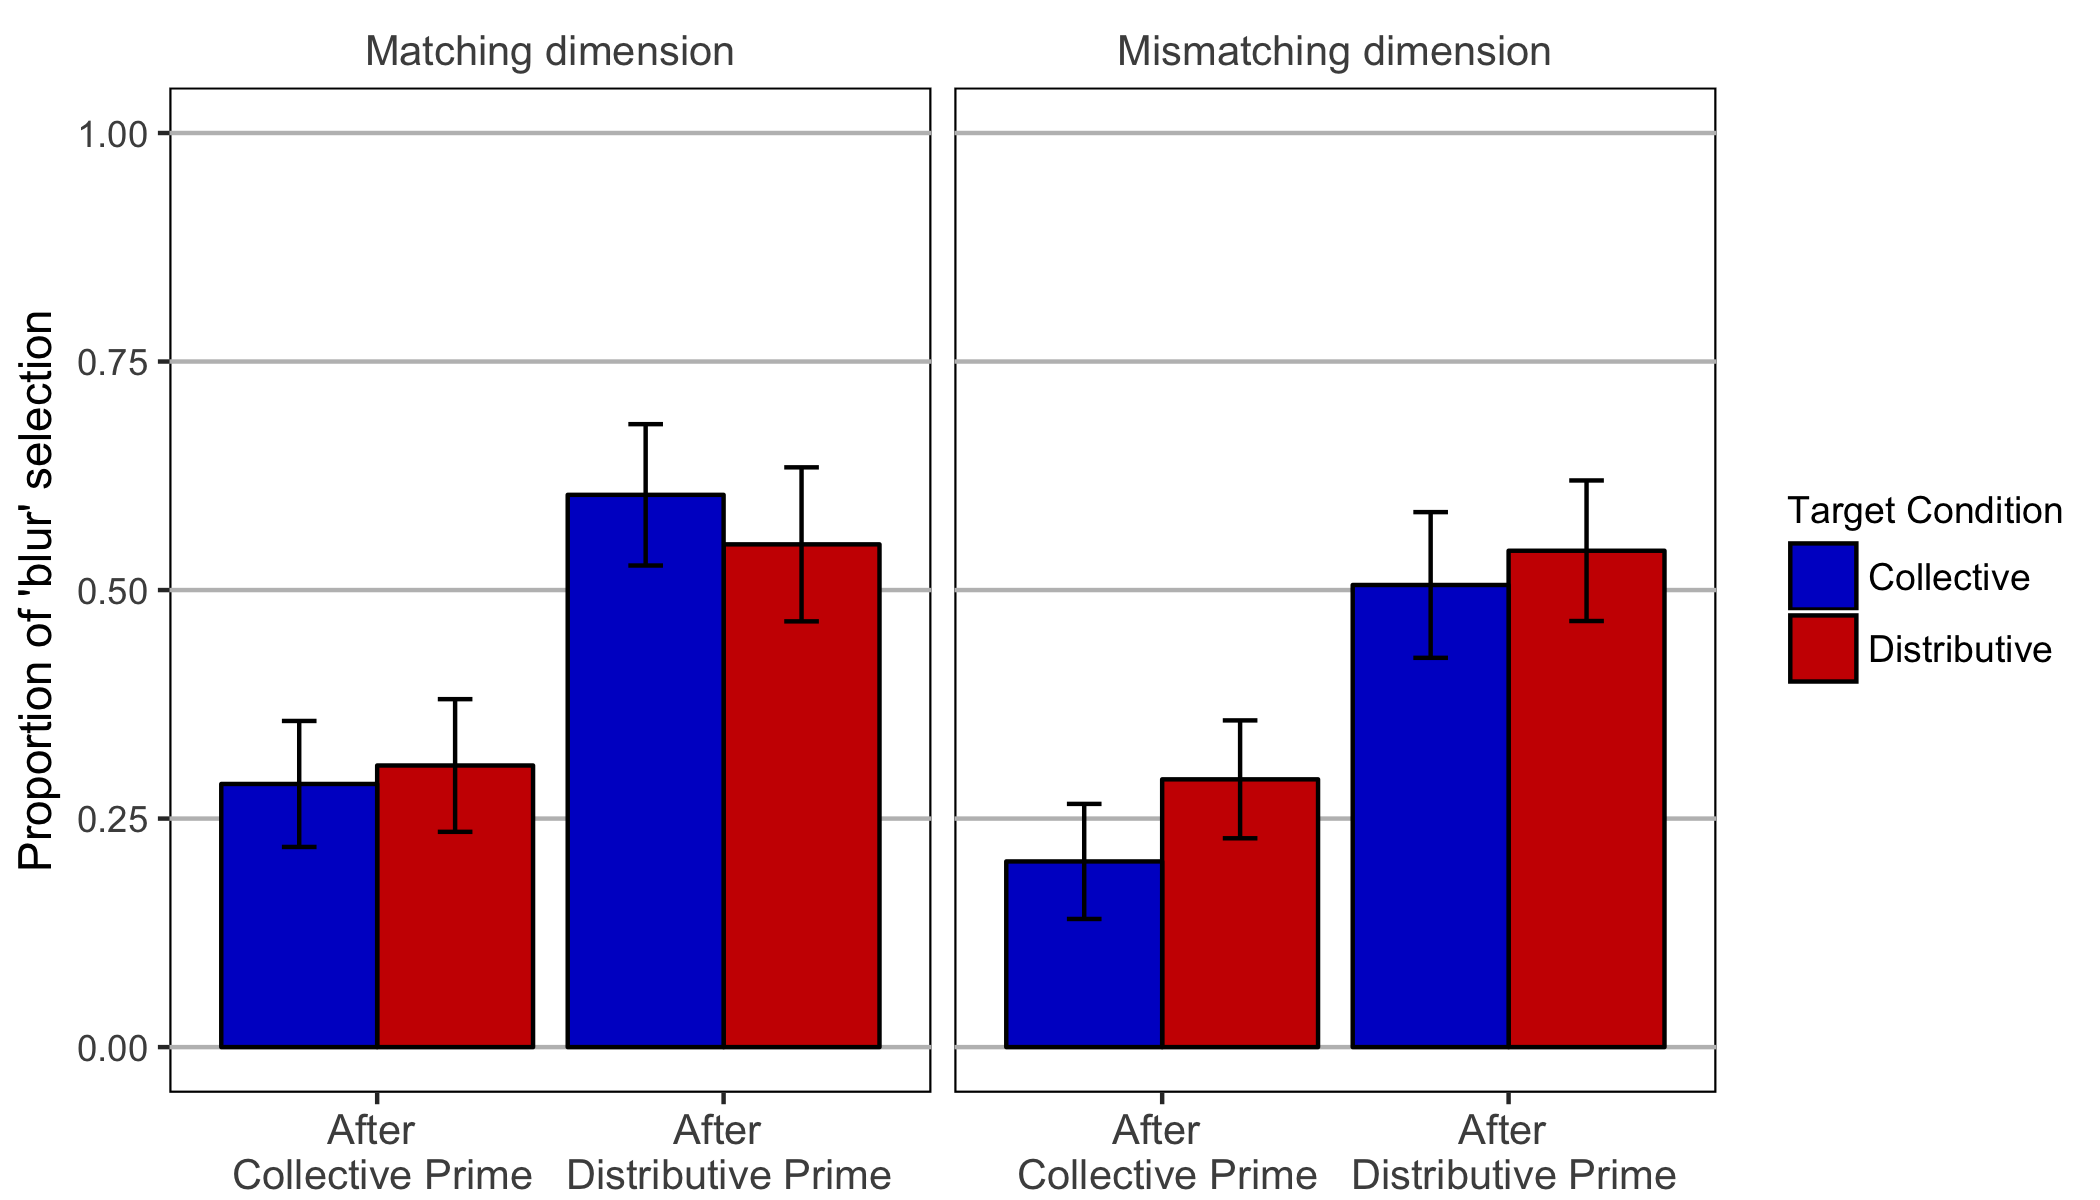 Matching dimension
Mismatching dimension
Proportion of 'blur' selection
1.00
0.75
0.50
0.25
0.00
After
Collective Prime
After
Distributive Prime
After
Collective Prime
After
Distributive Prime
Target Condition
Collective
Distributive